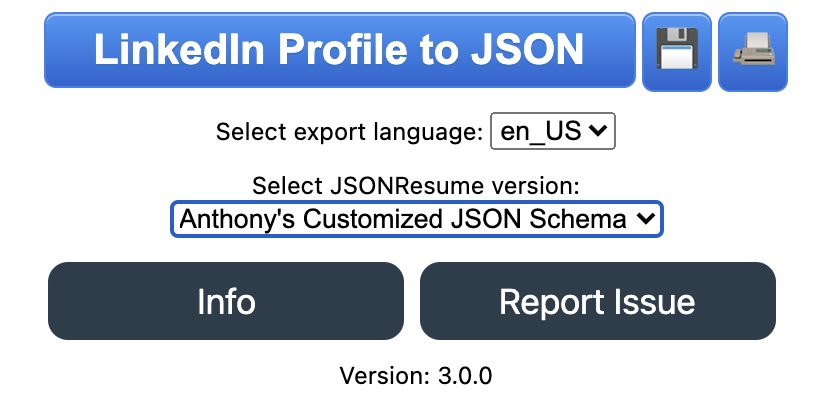 LinkedIn Profile to JSON
Select export language: en_US
Select JSONResume version:
Anthony's Customized JSON Schema
Info Report Issue
Version: 3.0.0